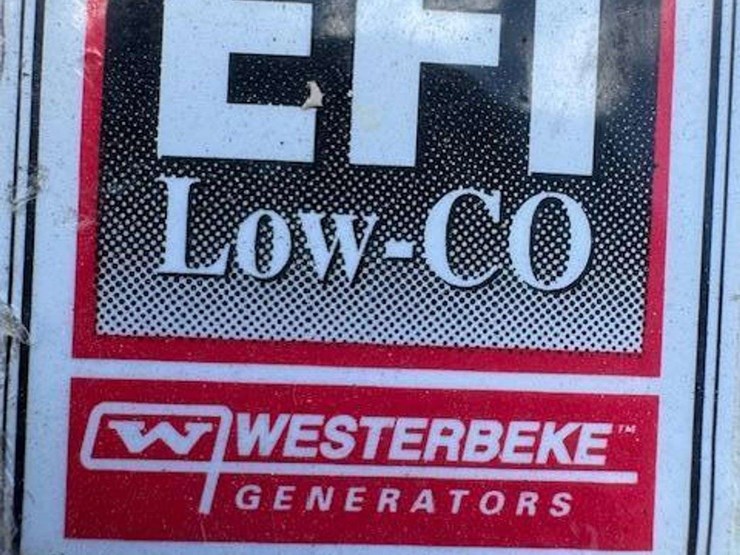 EFI
Low-CO
W WESTERBEKE™
GENERATORS